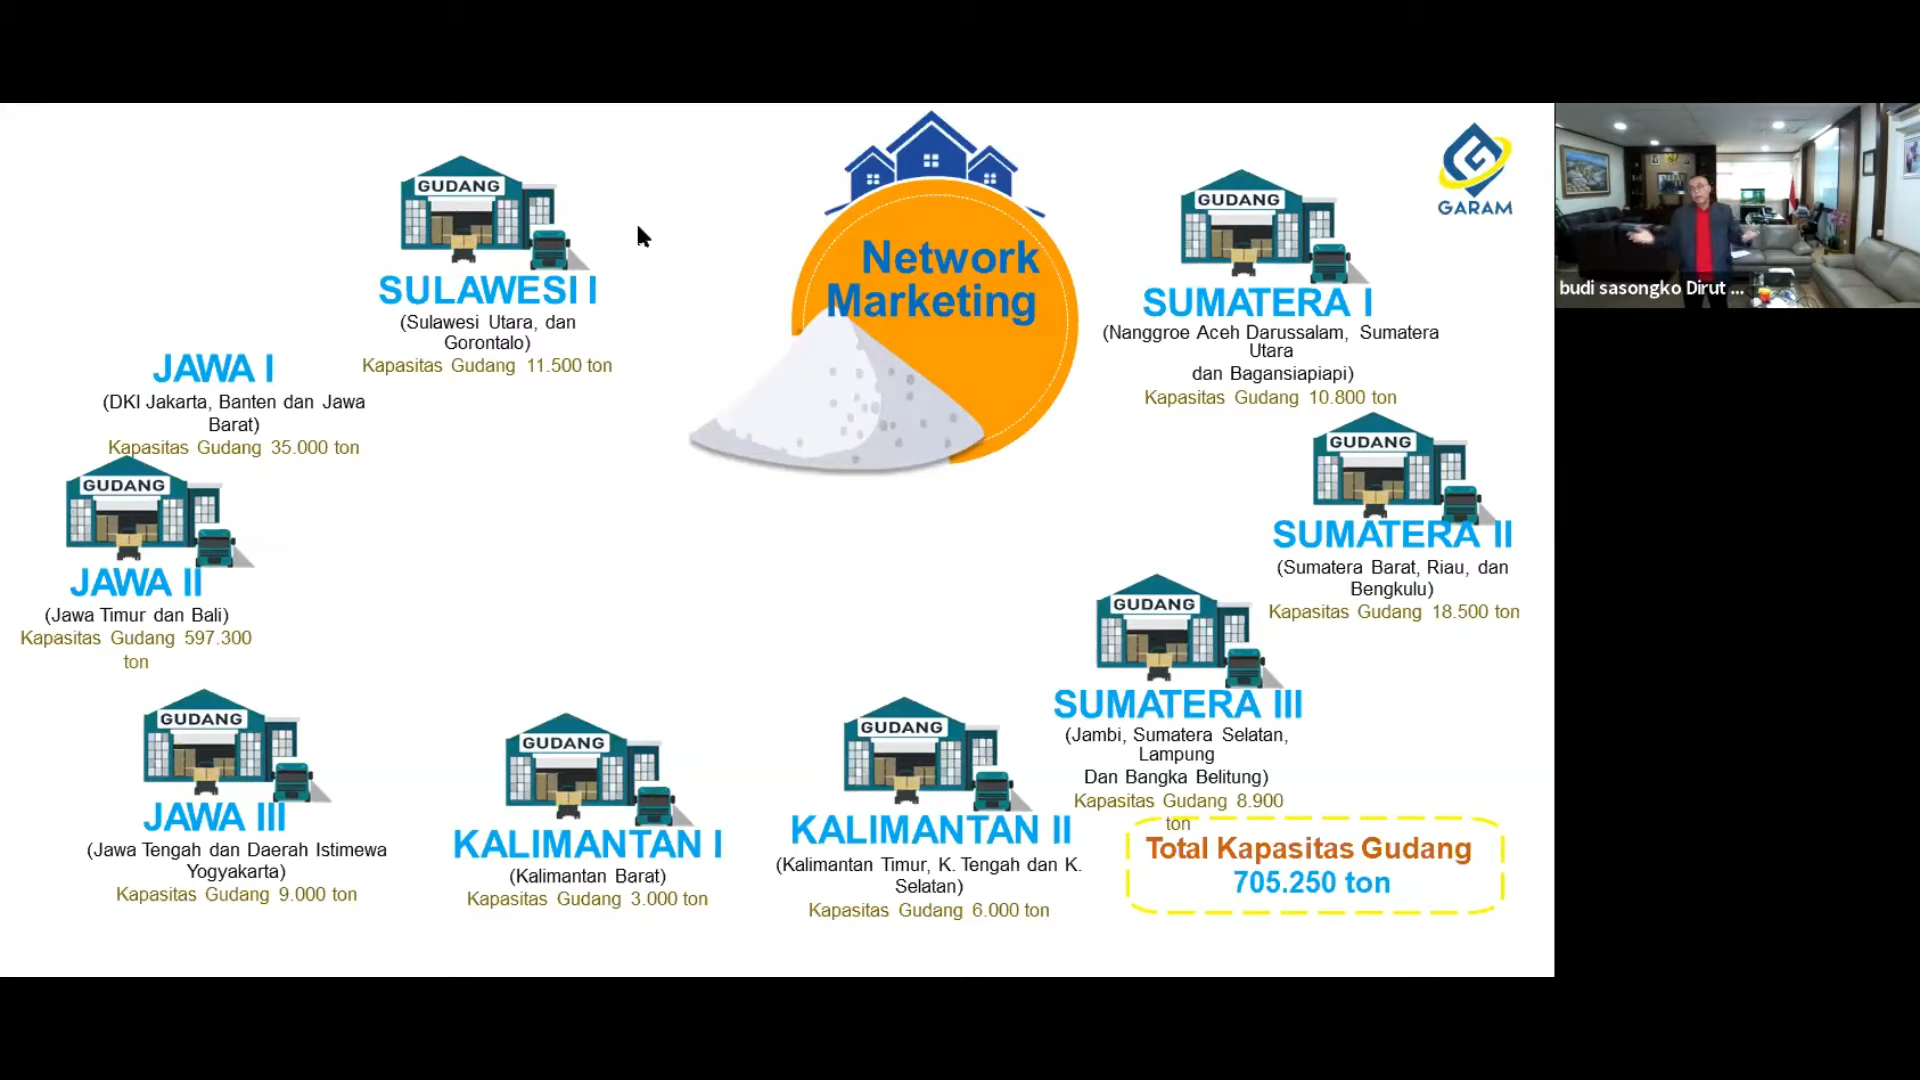 GUDANG
SULAWESI I
(Sulawesi Utara, dan
Gorontalo)
Kapasitas Gudang 11.500 ton
Network
Marketing
GUDANG
SUMATERA I
(Nanggroe Aceh Darussalam, Sumatera
Utara
dan Bagansiapiapi)
Kapasitas Gudang 10.800 ton
GARAM
budi sasongko Dirut ...
JAWA I
(DKI Jakarta, Banten dan Jawa
Barat)
Kapasitas Gudang 35.000 ton
GUDANG
JAWA II
(Jawa Timur dan Bali)
Kapasitas Gudang 597.300
ton
GUDANG
SUMATERA II
(Sumatera Barat, Riau, dan
Bengkulu)
Kapasitas Gudang 18.500 ton
GUDANG
SUMATERA III
(Jambi, Sumatera Selatan,
Lampung
Dan Bangka Belitung)
Kapasitas Gudang 8.900
ton
GUDANG
JAWA III
(Jawa Tengah dan Daerah Istimewa
Yogyakarta)
Kapasitas Gudang 9.000 ton
GUDANG
KALIMANTAN I
(Kalimantan Barat)
Kapasitas Gudang 3.000 ton
GUDANG
KALIMANTAN II
(Kalimantan Timur, K. Tengah dan K.
Selatan)
Kapasitas Gudang 6.000 ton
Total Kapasitas Gudang
705.250 ton